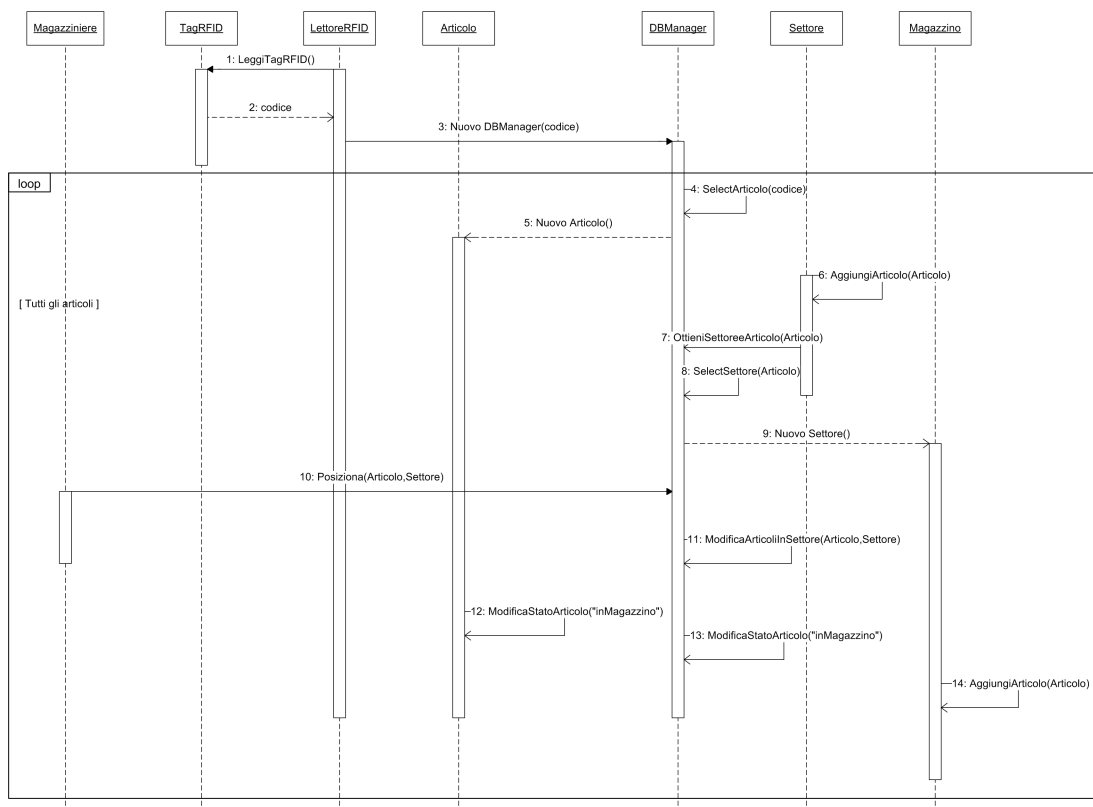 Magazziniere
TagRFID
LettoreRFID
Articolo
DBManager
Settore
Magazzino
1: LeggiTagRFID()
2: codice
3: Nuovo DBManager(codice)
loop
4: SelectArticolo(codice)
5: Nuovo Articolo()
6: AggiungiArticolo(Articolo)
[ Tutti gli articoli ]
7: OttieniSettoreeArticolo(Articolo)
8: SelectSettore(Articolo)
9: Nuovo Settore()
10: Posiziona(Articolo,Settore)
11: ModificaArticoliInSettore(Articolo,Settore)
12: ModificaStatoArticolo("inMagazzino")
13: ModificaStatoArticolo("inMagazzino")
14: AggiungiArticolo(Articolo)